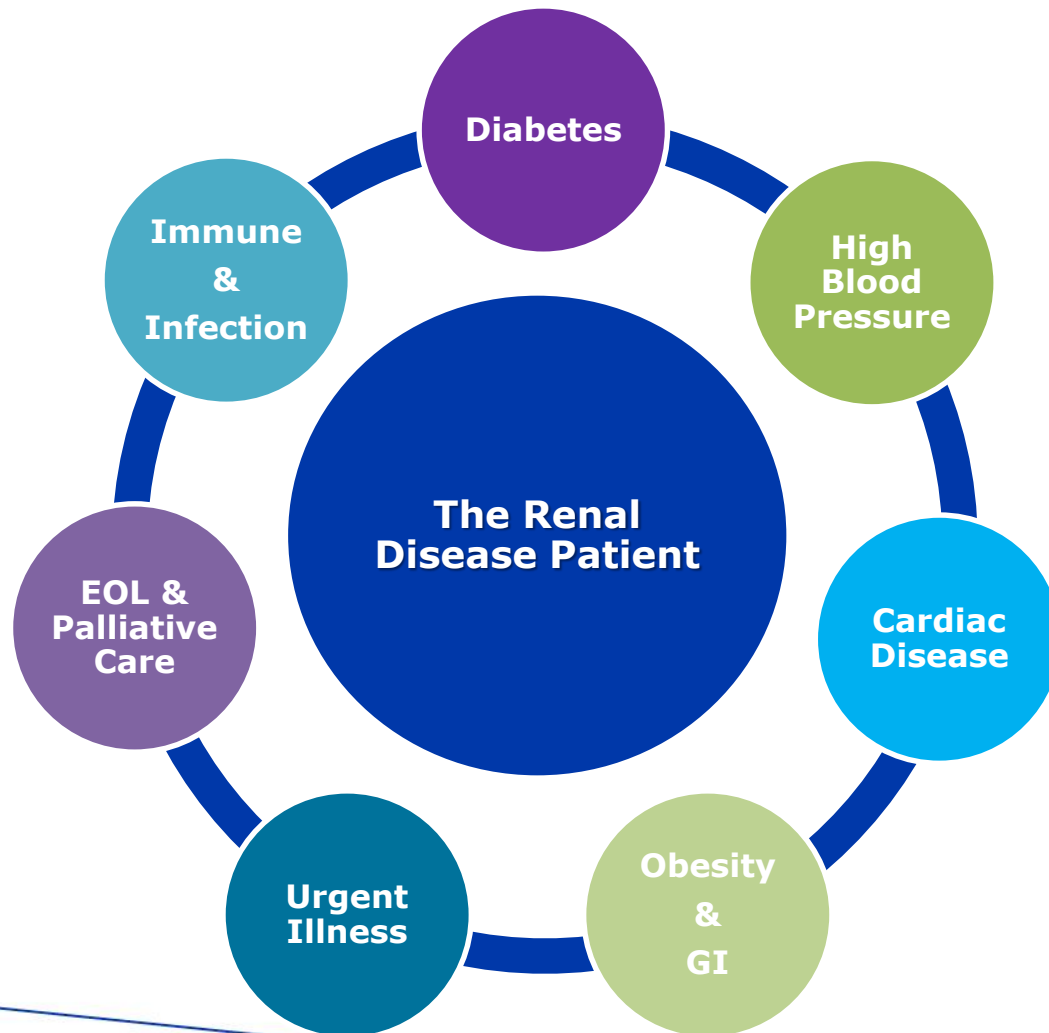 Diabetes
High
Blood
Pressure
Cardiac
Disease
Obesity
&
GI
Urgent
Illness
EOL &
Palliative
Care
Immune
&
Infection
The Renal
Disease Patient